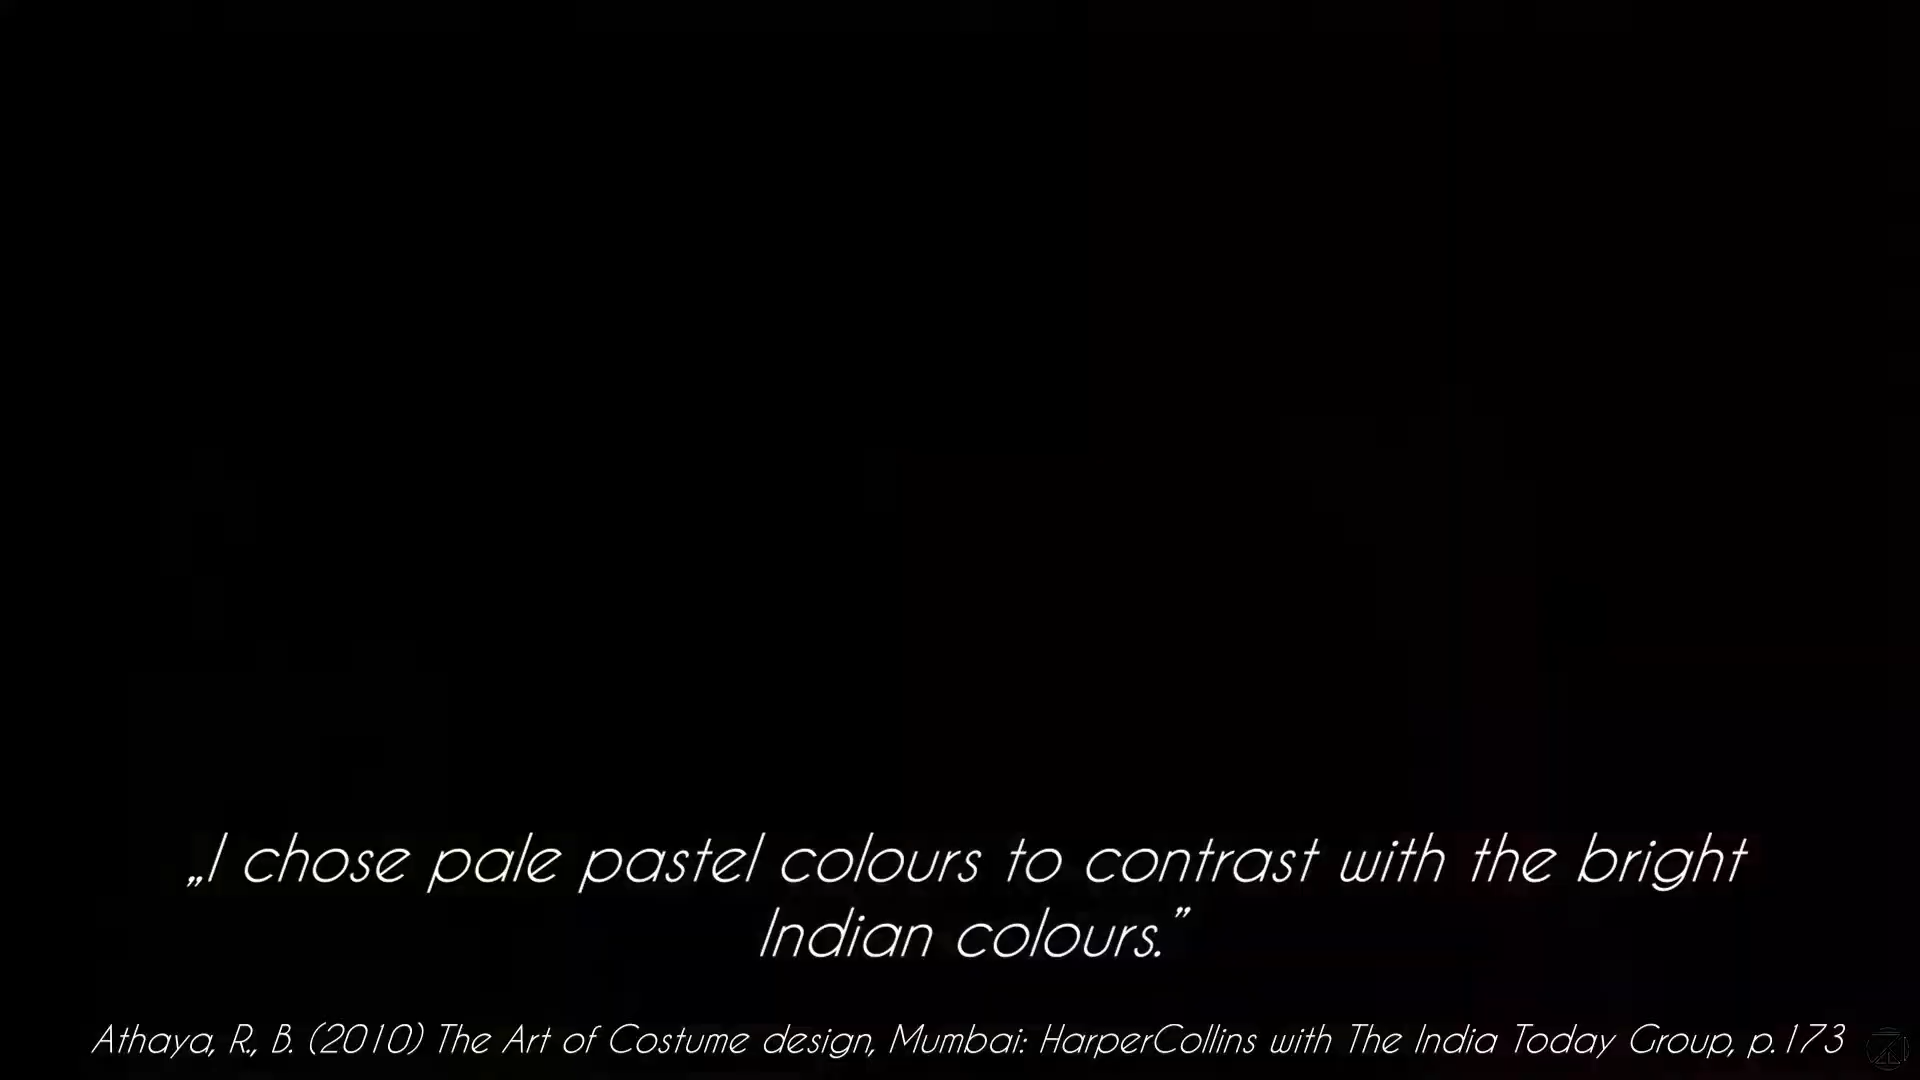 „I chose pale pastel colours to contrast with the bright
Indian colours.”
Athaya, R., B. (2010) The Art of Costume design, Mumbai: HarperCollins with The India Today Group, p.173